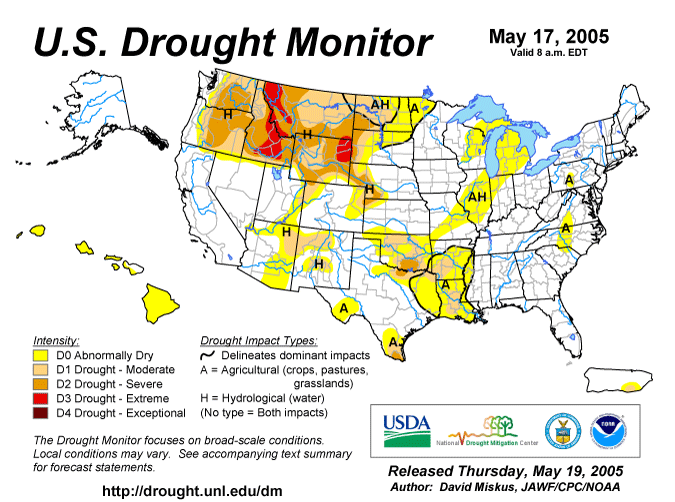 U.S. Drought Monitor
May 17, 2005
Valid 8 a.m. EDT
H
AH
A
H
H
A
AH
H
H
A
A
A
A
Intensity:
D0 Abnormally Dry
D1 Drought - Moderate
D2 Drought - Severe
D3 Drought - Extreme
D4 Drought - Exceptional
Drought Impact Types:
Delineates dominant impacts
A = Agricultural (crops, pastures,
grasslands)
H = Hydrological (water)
(No type = Both impacts)
USDA
National Drought Mitigation Center
NOAA
The Drought Monitor focuses on broad-scale conditions.
Local conditions may vary. See accompanying text summary
for forecast statements.
http://drought.unl.edu/dm
Released Thursday, May 19, 2005
Author: David Miskus, JAWF/CPC/NOAA